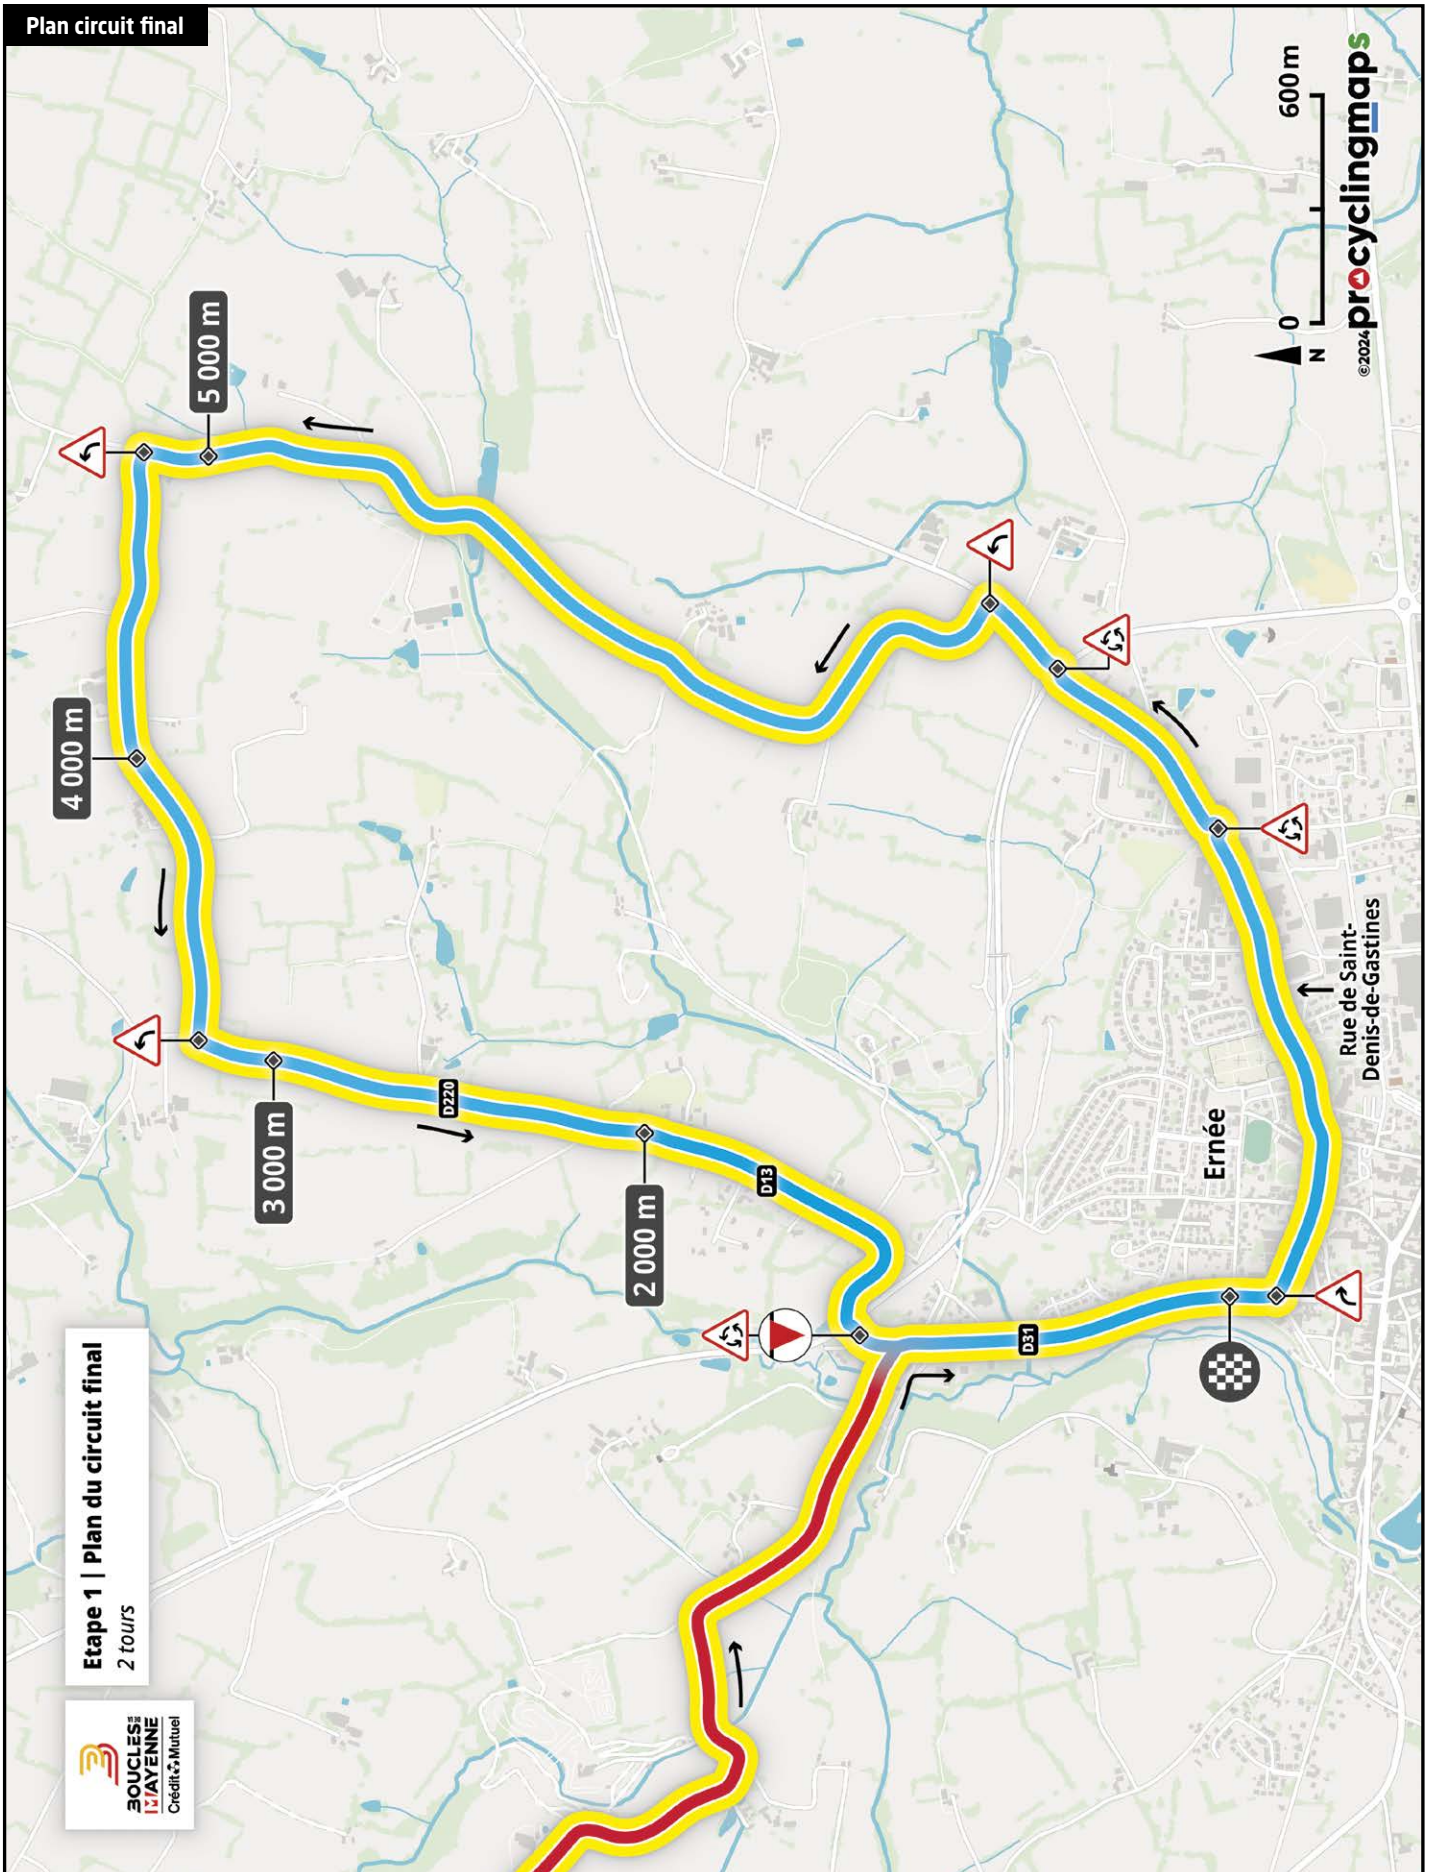 Plan circuit final
Etape 1 | Plan du circuit final
2 tours
BOUCLES DE LA
MAYENNE
Crédit Mutuel
5 000 m
4 000 m
3 000 m
2 000 m
D220
D13
D31
Ernée
Rue de Saint-
Denis-de-Gastines
0 600 m
N
©2024 procyclingmaps